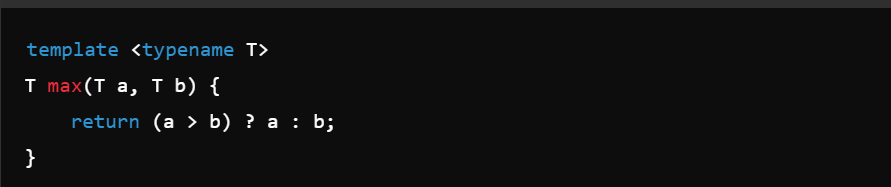 template <typename T>
T max(T a, T b) {
    return (a > b) ? a : b;
}